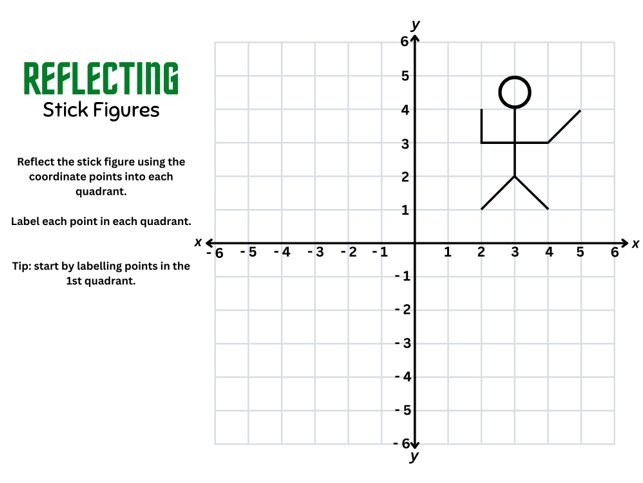 REFLECTING
Stick Figures
Reflect the stick figure using the
coordinate points into each
quadrant.
Label each point in each quadrant.
Tip: start by labelling points in the
1st quadrant.
y
6
5
4
3
2
1
x
-6 -5 -4 -3 -2 -1 1 2 3 4 5 6
x
-1
-2
-3
-4
-5
-6
y